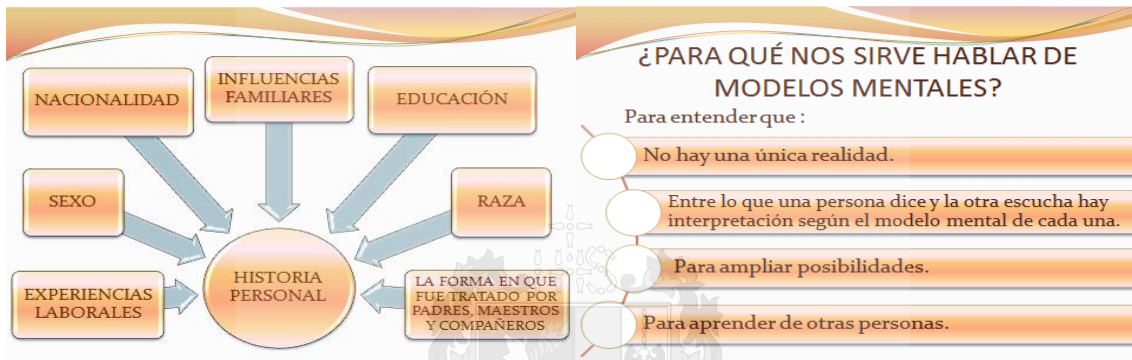 NACIONALIDAD
INFLUENCIAS
FAMILIARES
EDUCACIÓN
SEXO
RAZA
EXPERIENCIAS
LABORALES
HISTORIA
PERSONAL
LA FORMA EN QUE
FUE TRATADO POR
PADRES, MAESTROS
Y COMPAÑEROS
¿PARA QUÉ NOS SIRVE HABLAR DE
MODELOS MENTALES?
Para entender que :
No hay una única realidad.
Entre lo que una persona dice y la otra escucha hay
interpretación según el modelo mental de cada una.
Para ampliar posibilidades.
Para aprender de otras personas.